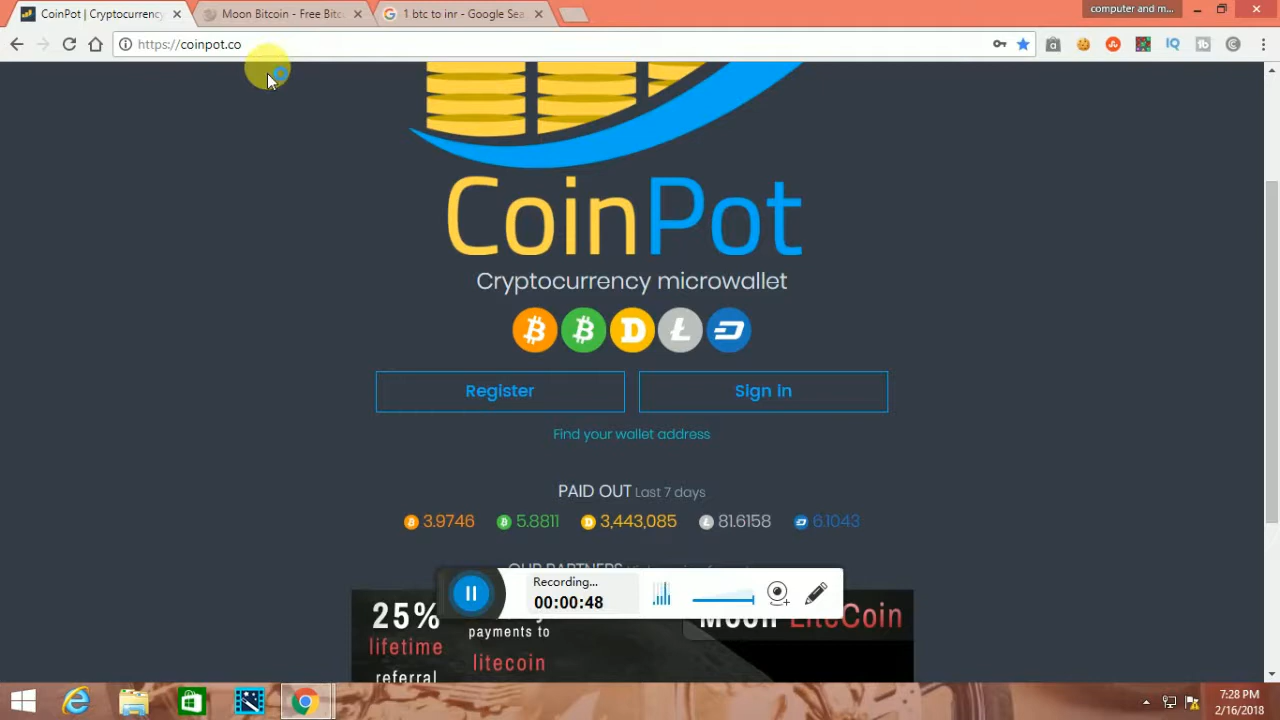 CoinPot | Cryptocurrency
Moon Bitcoin - Free Bitc
1 btc to inr - Google Sea
computer and m...
https://coinpot.co
CoinPot
Cryptocurrency microwallet
Register
Sign in
Find your wallet address
PAID OUT Last 7 days
3.9746 5.8811 3,443,085 81.6158 6.1043
OUR PARTNERS
Recording...
00:00:48
25%
lifetime
referral
payments to
litecoin
Moon LiteCoin
7:28 PM
2/16/2018